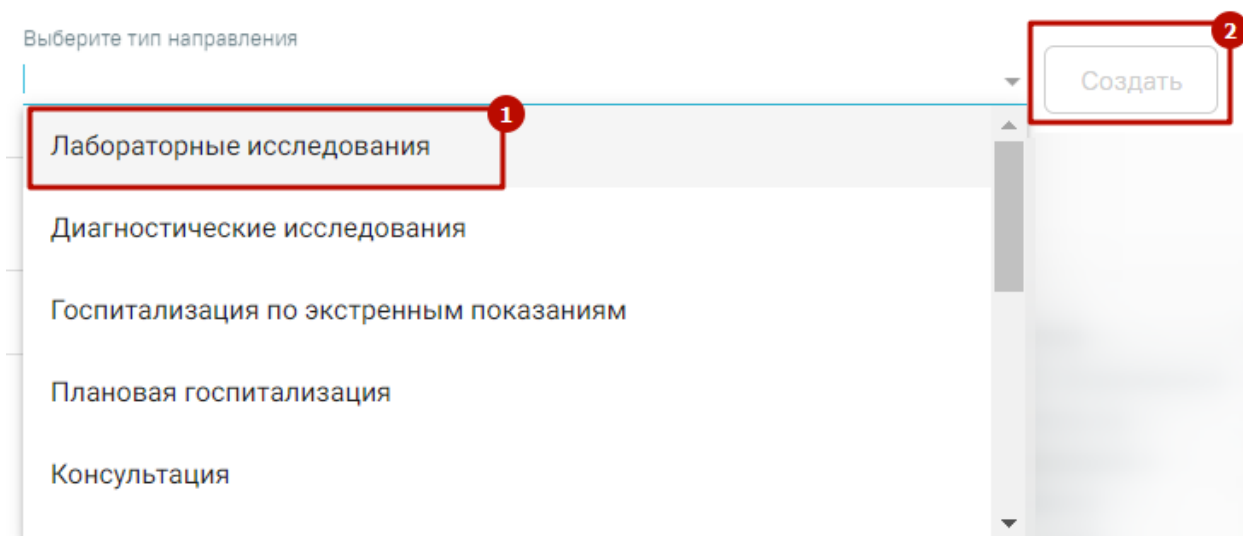 Выберите тип направления
2
Создать
1
Лабораторные исследования
Диагностические исследования
Госпитализация по экстренным показаниям
Плановая госпитализация
Консультация